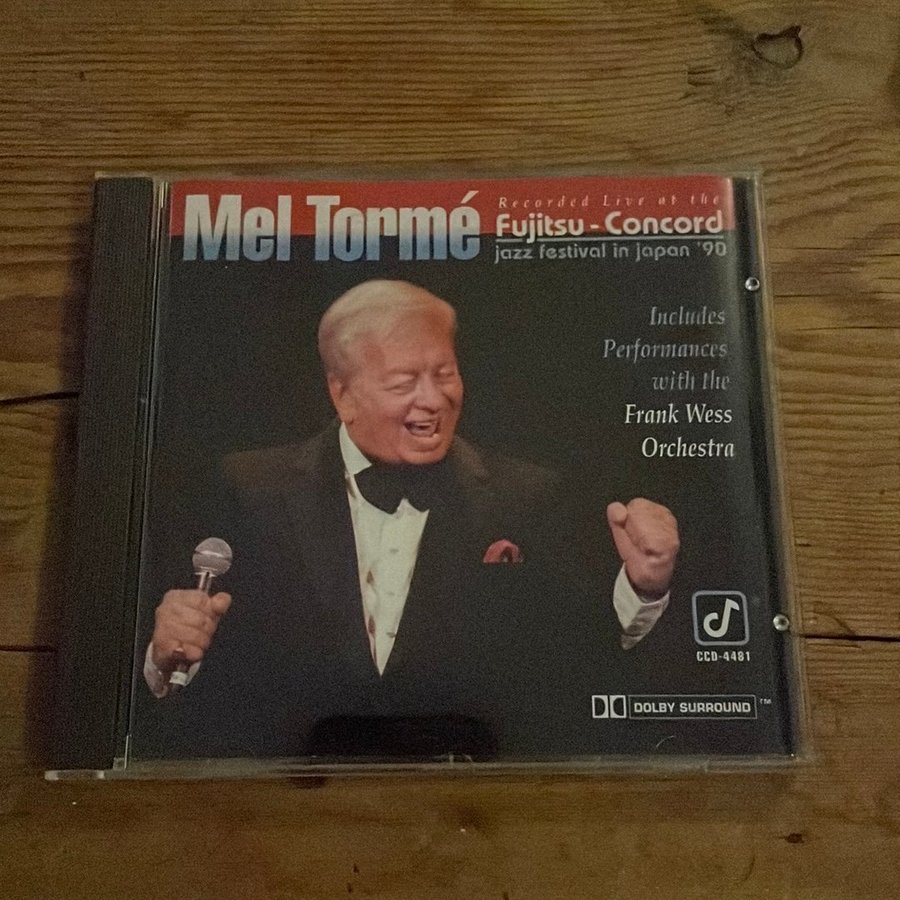 Mel Tormé
Recorded Live at the
Fujitsu - Concord
jazz festival in japan '90
Includes
Performances
with the
Frank Wess
Orchestra
CCD-4481
DOLBY SURROUND ™